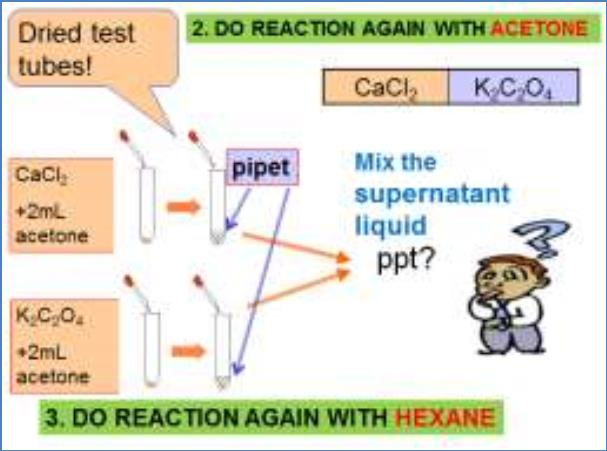 Dried test
tubes!
2. DO REACTION AGAIN WITH ACETONE
CaCl₂ K₂C₂O₄
CaCl₂
+2mL
acetone
pipet
Mix the
supernatant
liquid
ppt?
K₂C₂O₄
+2mL
acetone
3. DO REACTION AGAIN WITH HEXANE